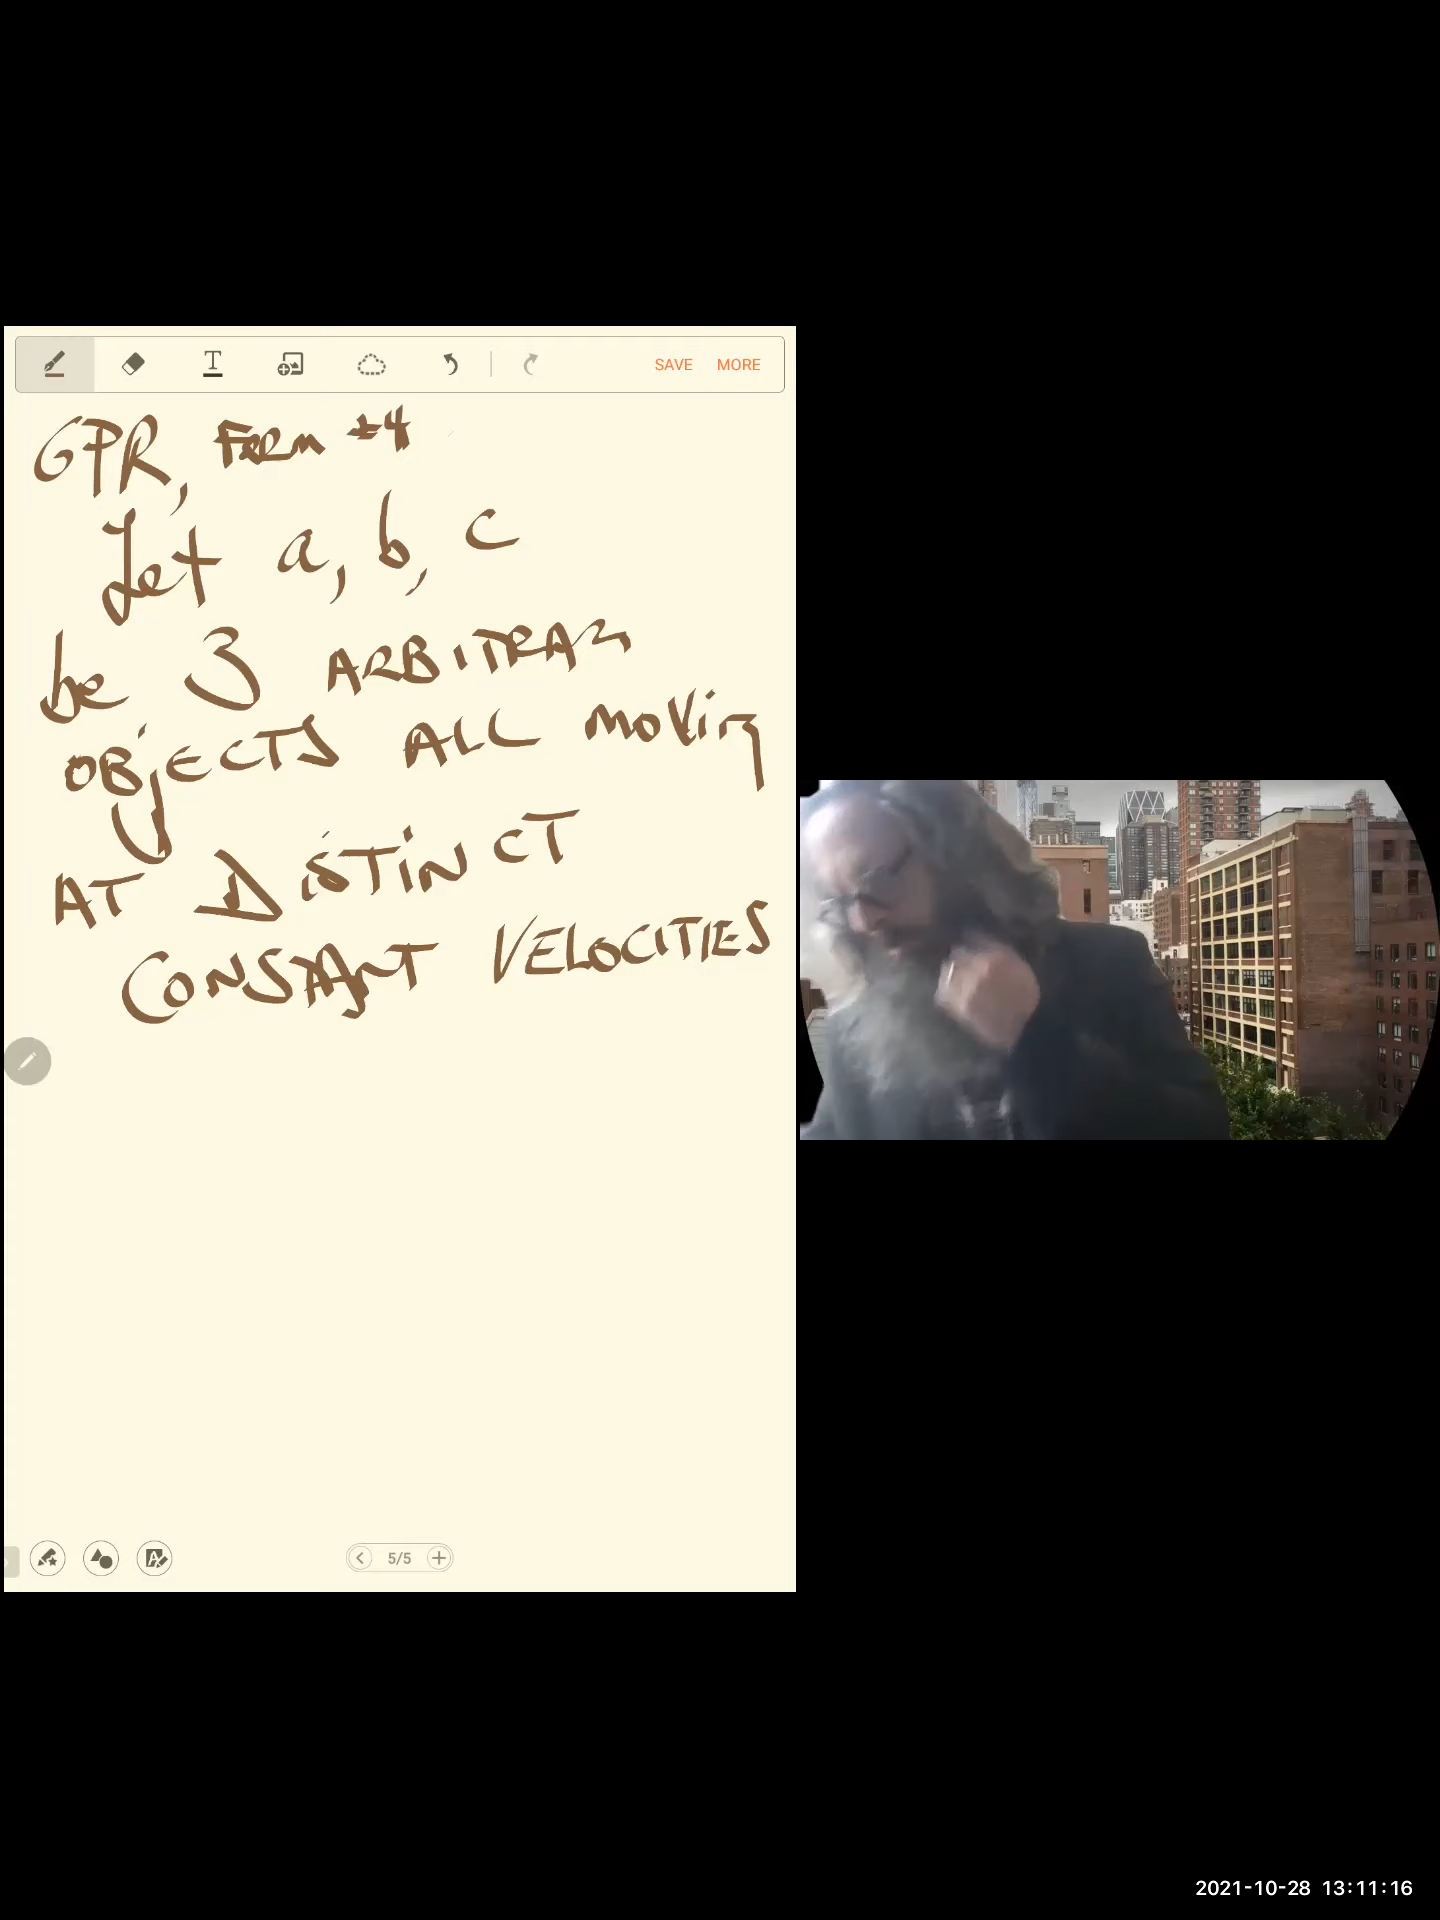 T
SAVE MORE
GPR, Form #4
Let a, b, c
be 3 ARBITRARY
OBJECTS ALL moving
AT DISTINCT
CONSTANT VELOCITIES
A
5/5
2021-10-28 13:11:16